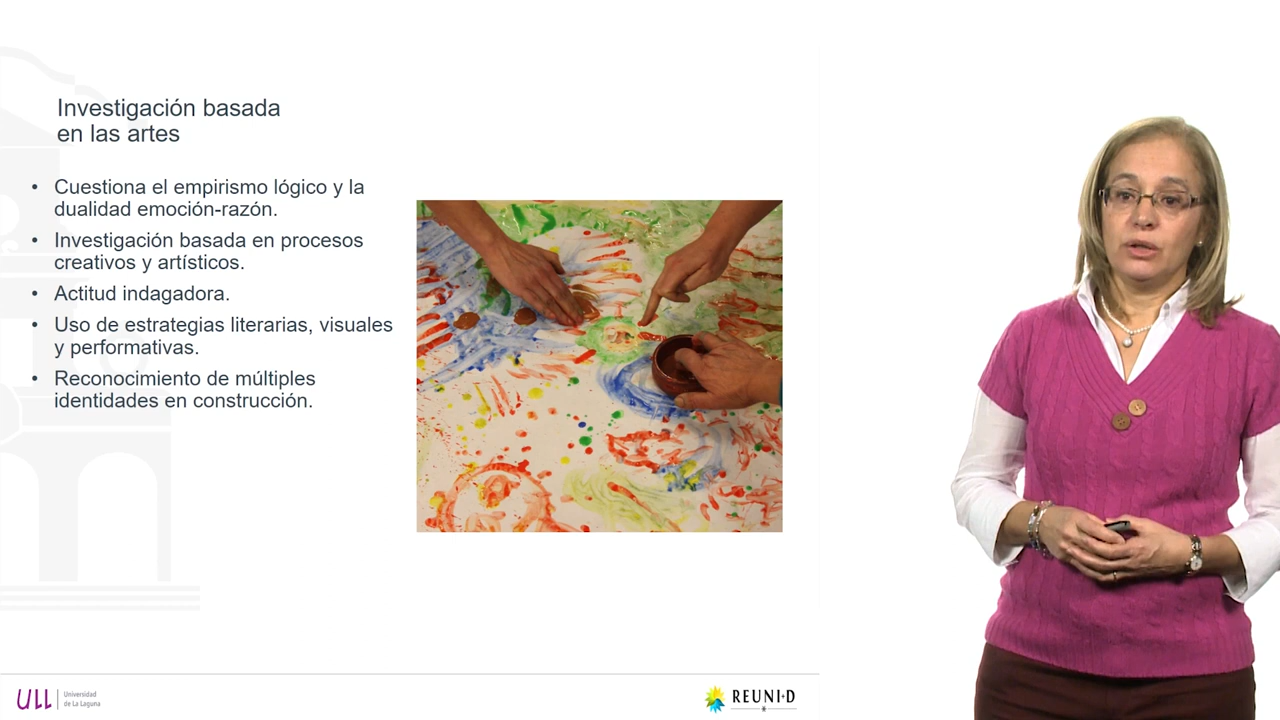 Investigación basada
en las artes
• Cuestiona el empirismo lógico y la
dualidad emoción-razón.
• Investigación basada en procesos
creativos y artísticos.
• Actitud indagadora.
• Uso de estrategias literarias, visuales
y performativas.
• Reconocimiento de múltiples
identidades en construcción.
ULL
Universidad
de La Laguna
REUNI+D